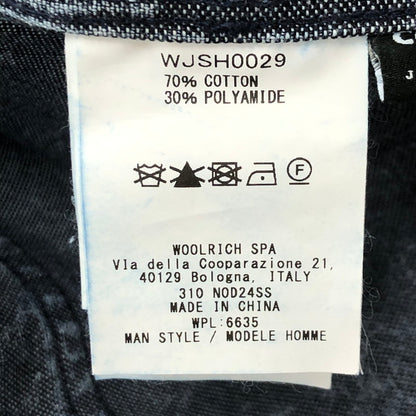 WJSH0029
70% COTTON
30% POLYAMIDE
F
WOOLRICH SPA
VIa della Cooparazione 21,
40129 Bologna, ITALY
310 NOD24SS
MADE IN CHINA
WPL:6635
MAN STYLE / MODELE HOMME